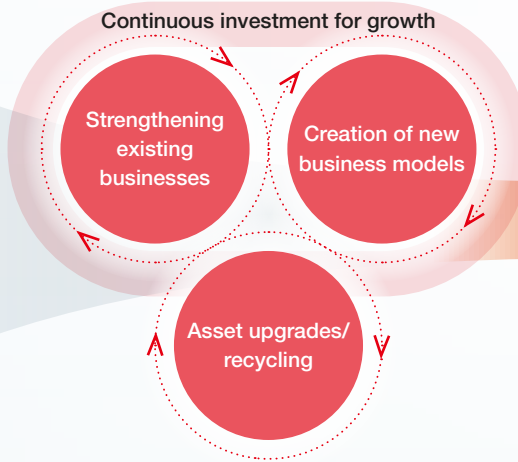 Continuous investment for growth
Strengthening
existing
businesses
Creation of new
business models
Asset upgrades/
recycling